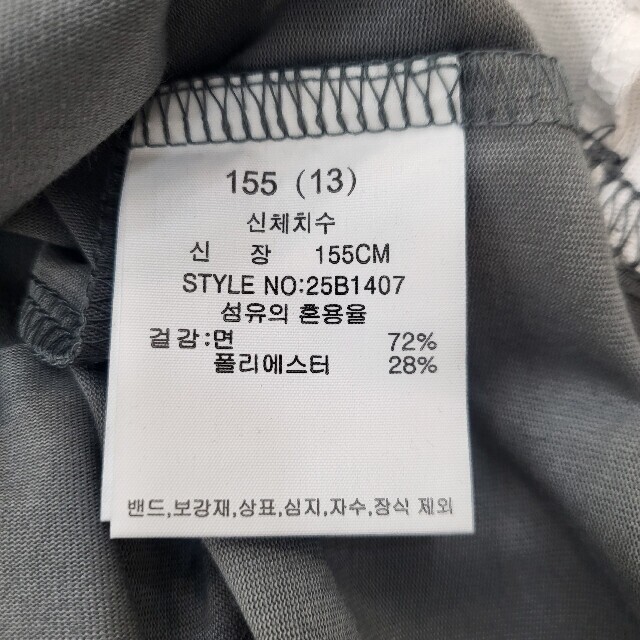 155 (13)
신체치수
신 장 155CM
STYLE NO:25B1407
섬유의 혼용율
겉감:면 72%
폴리에스터 28%
밴드,보강재,상표,심지,자수,장식 제외